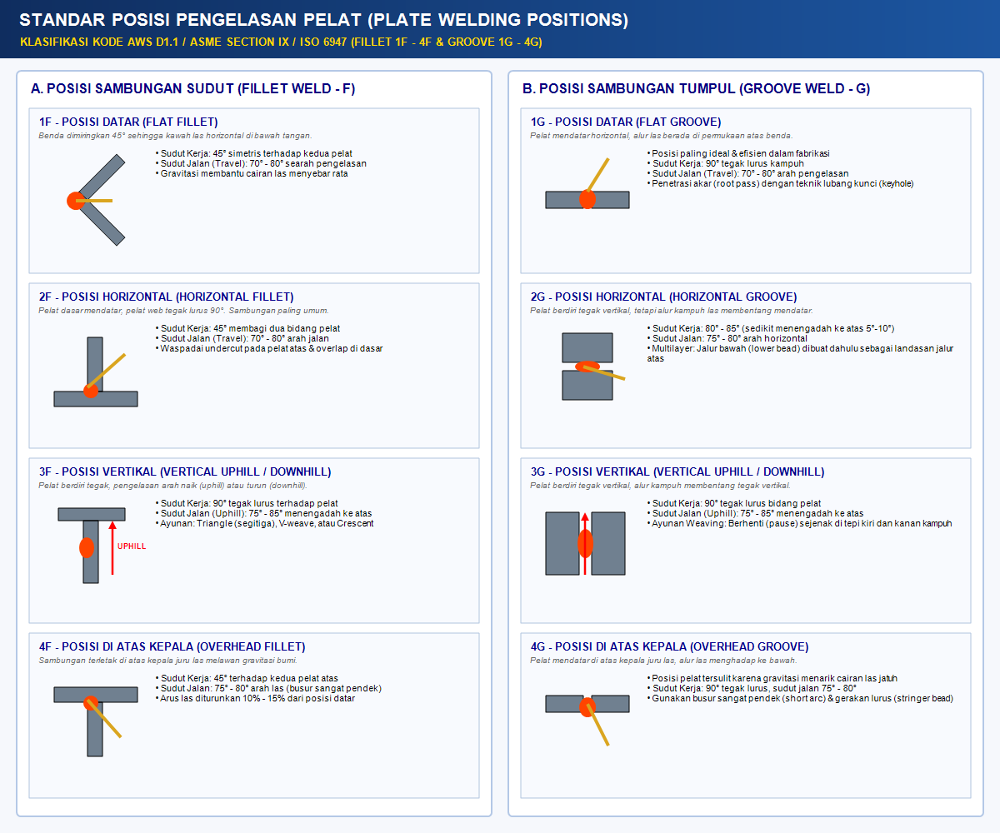 STANDAR POSISI PENGELASAN PELAT (PLATE WELDING POSITIONS)
KLASIFIKASI KODE AWS D1.1 / ASME SECTION IX / ISO 6947 (FILLET 1F - 4F & GROOVE 1G - 4G)
A. POSISI SAMBUNGAN SUDUT (FILLET WELD - F)
1F - POSISI DATAR (FLAT FILLET)
Benda dimiringkan 45° sehingga kawah las horizontal di bawah tangan.
• Sudut Kerja: 45° simetris terhadap kedua pelat
• Sudut Jalan (Travel): 70° - 80° searah pengelasan
• Gravitasi membantu cairan las menyebar rata
2F - POSISI HORIZONTAL (HORIZONTAL FILLET)
Pelat dasar mendatar, pelat web tegak lurus 90°. Sambungan paling umum.
• Sudut Kerja: 45° membagi dua bidang pelat
• Sudut Jalan (Travel): 70° - 80° arah jalan
• Waspadai undercut pada pelat atas & overlap di dasar
3F - POSISI VERTIKAL (VERTICAL UPHILL / DOWNHILL)
Pelat berdiri tegak, pengelasan arah naik (uphill) atau turun (downhill).
• Sudut Kerja: 90° tegak lurus terhadap pelat
• Sudut Jalan (Uphill): 75° - 85° menengadah ke atas
• Ayunan: Triangle (segitiga), V-weave, atau Crescent
UPHILL
4F - POSISI DI ATAS KEPALA (OVERHEAD FILLET)
Sambungan terletak di atas kepala juru las melawan gravitasi bumi.
• Sudut Kerja: 45° terhadap kedua pelat atas
• Sudut Jalan: 75° - 80° arah las (busur sangat pendek)
• Arus las diturunkan 10% - 15% dari posisi datar
B. POSISI SAMBUNGAN TUMPUL (GROOVE WELD - G)
1G - POSISI DATAR (FLAT GROOVE)
Pelat mendatar horizontal, alur las berada di permukaan atas benda.
• Posisi paling ideal & efisien dalam fabrikasi
• Sudut Kerja: 90° tegak lurus kampuh
• Sudut Jalan (Travel): 70° - 80° arah pengelasan
• Penetrasi akar (root pass) dengan teknik lubang kunci (keyhole)
2G - POSISI HORIZONTAL (HORIZONTAL GROOVE)
Pelat berdiri tegak vertikal, tetapi alur kampuh las membentang mendatar.
• Sudut Kerja: 80° - 85° (sedikit menengadah ke atas 5°-10°)
• Sudut Jalan: 75° - 80° arah horizontal
• Multilayer: Jalur bawah (lower bead) dibuat dahulu sebagai landasan jalur
atas
3G - POSISI VERTIKAL (VERTICAL UPHILL / DOWNHILL)
Pelat berdiri tegak vertikal, alur kampuh membentang tegak vertikal.
• Sudut Kerja: 90° tegak lurus bidang pelat
• Sudut Jalan (Uphill): 75° - 85° menengadah ke atas
• Ayunan Weaving: Berhenti (pause) sejenak di tepi kiri dan kanan kampuh
4G - POSISI DI ATAS KEPALA (OVERHEAD GROOVE)
Pelat mendatar di atas kepala juru las, alur las menghadap ke bawah.
• Posisi pelat tersulit karena gravitasi menarik cairan las jatuh
• Sudut Kerja: 90° tegak lurus, sudut jalan 75° - 80°
• Gunakan busur sangat pendek (short arc) & gerakan lurus (stringer bead)